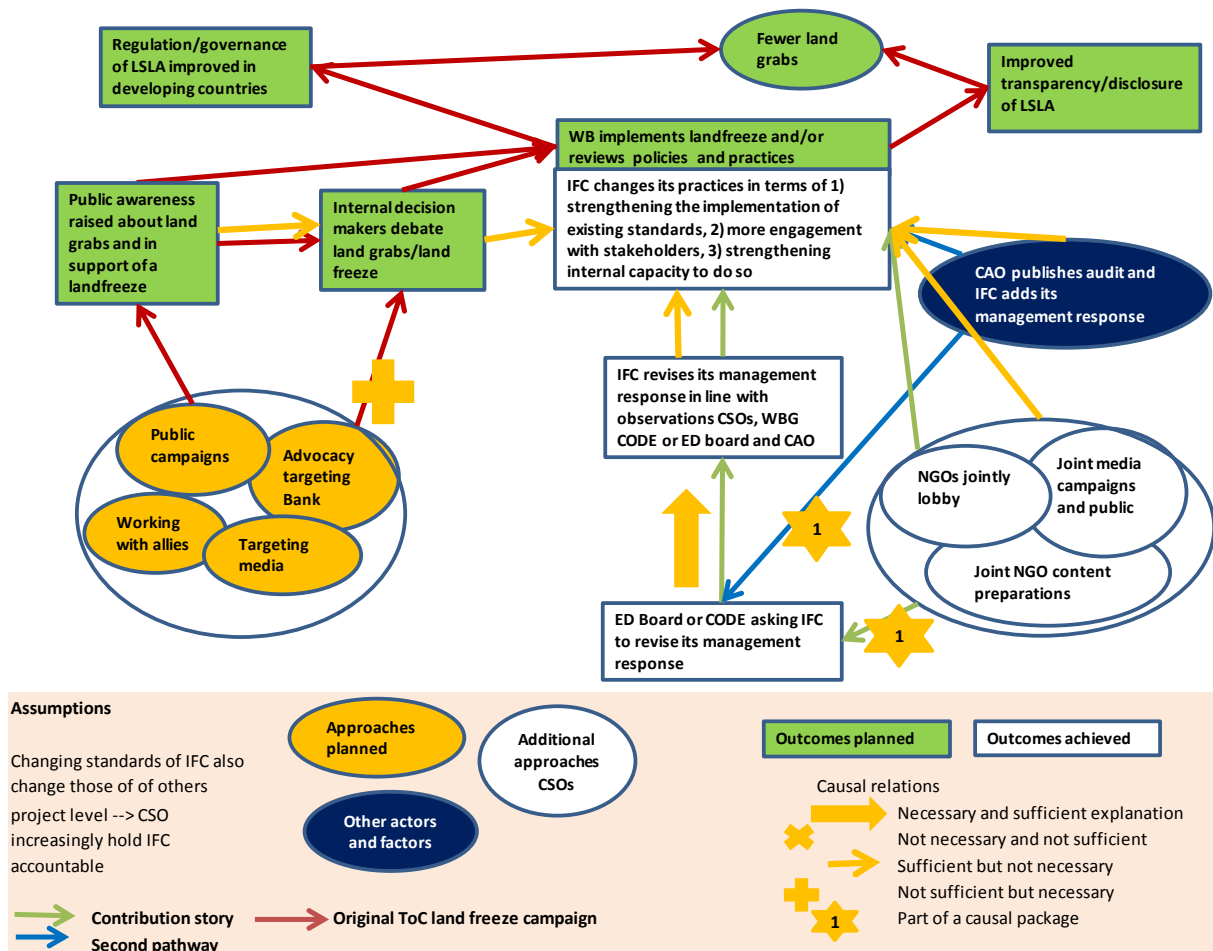 Regulation/governance
of LSLA improved in
developing countries
Fewer land
grabs
Improved
transparency/disclosure
of LSLA
WB implements landfreeze and/or
reviews policies and practices
Public awareness
raised about land
grabs and in
support of a
landfreeze
Internal decision
makers debate
land grabs/land
freeze
IFC changes its practices in terms of 1)
strengthening the implementation of
existing standards, 2) more engagement
with stakeholders, 3) strengthening
internal capacity to do so
CAO publishes audit and
IFC adds its
management response
IFC revises its management
response in line with
observations CSOs, WBG
CODE or ED board and CAO
Public
campaigns
Advocacy
targeting
Bank
Working
with allies
Targeting
media
NGOs jointly
lobby
Joint media
campaigns
and public
Joint NGO content
preparations
1
ED Board or CODE asking IFC
to revise its management
response
1
Assumptions
Changing standards of IFC also
change those of of others
project level --> CSO
increasingly hold IFC
accountable
Approaches
planned
Additional
approaches
CSOs
Other actors
and factors
Outcomes planned
Outcomes achieved
Causal relations
Necessary and sufficient explanation
Not necessary and not sufficient
Sufficient but not necessary
Not sufficient but necessary
1
Part of a causal package
Contribution story
Original ToC land freeze campaign
Second pathway